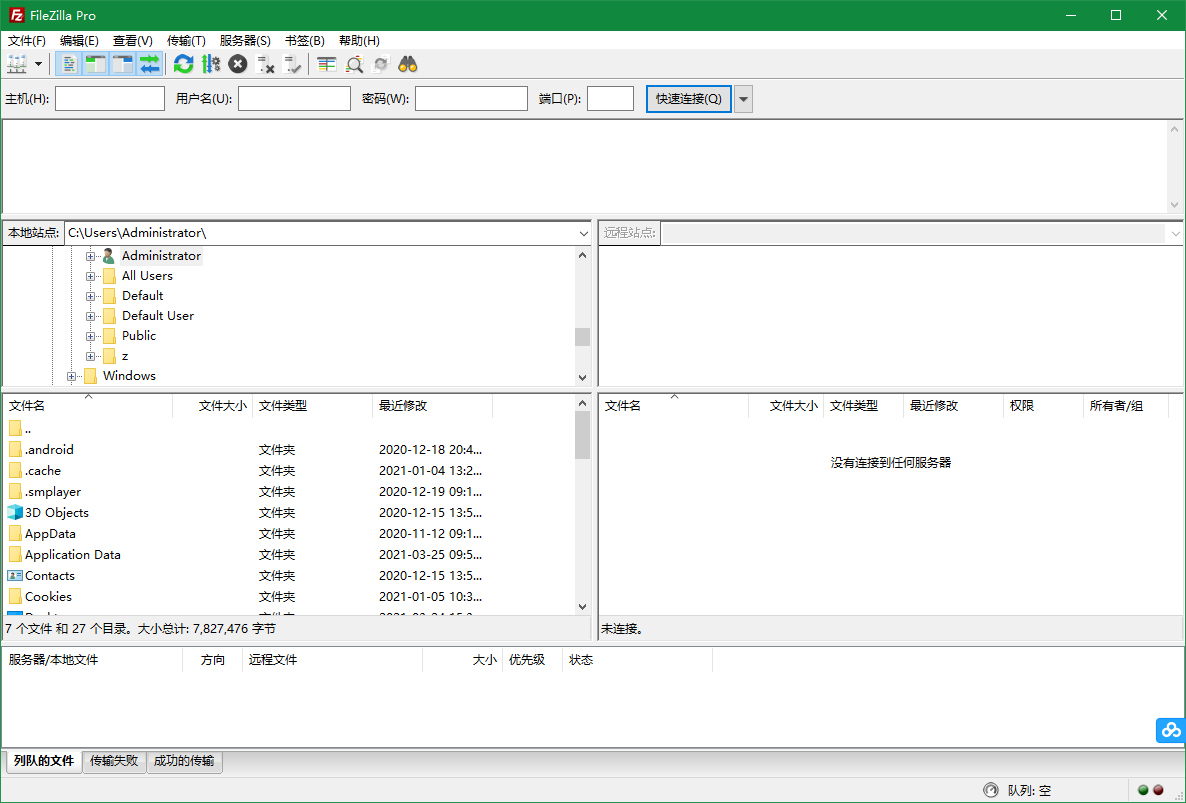 FileZilla Pro
文件(F) 编辑(E) 查看(V) 传输(T) 服务器(S) 书签(B) 帮助(H)
主机(H): 用户名(U): 密码(W): 端口(P): 快速连接(Q)
本地站点: C:\Users\Administrator\
Administrator
All Users
Default
Default User
Public
z
Windows
远程站点:
文件名 文件大小 文件类型 最近修改
..
.android 文件夹 2020-12-18 20:4...
.cache 文件夹 2021-01-04 13:2...
.smplayer 文件夹 2020-12-19 09:1...
3D Objects 文件夹 2020-12-15 13:5...
AppData 文件夹 2020-11-12 09:1...
Application Data 文件夹 2021-03-25 09:5...
Contacts 文件夹 2020-12-15 13:5...
Cookies 文件夹 2021-01-05 10:3...
7 个文件 和 27 个目录。大小总计: 7,827,476 字节
文件名 文件大小 文件类型 最近修改 权限 所有者/组
没有连接到任何服务器
未连接。
服务器/本地文件 方向 远程文件 大小 优先级 状态
列队的文件 传输失败 成功的传输
队列: 空